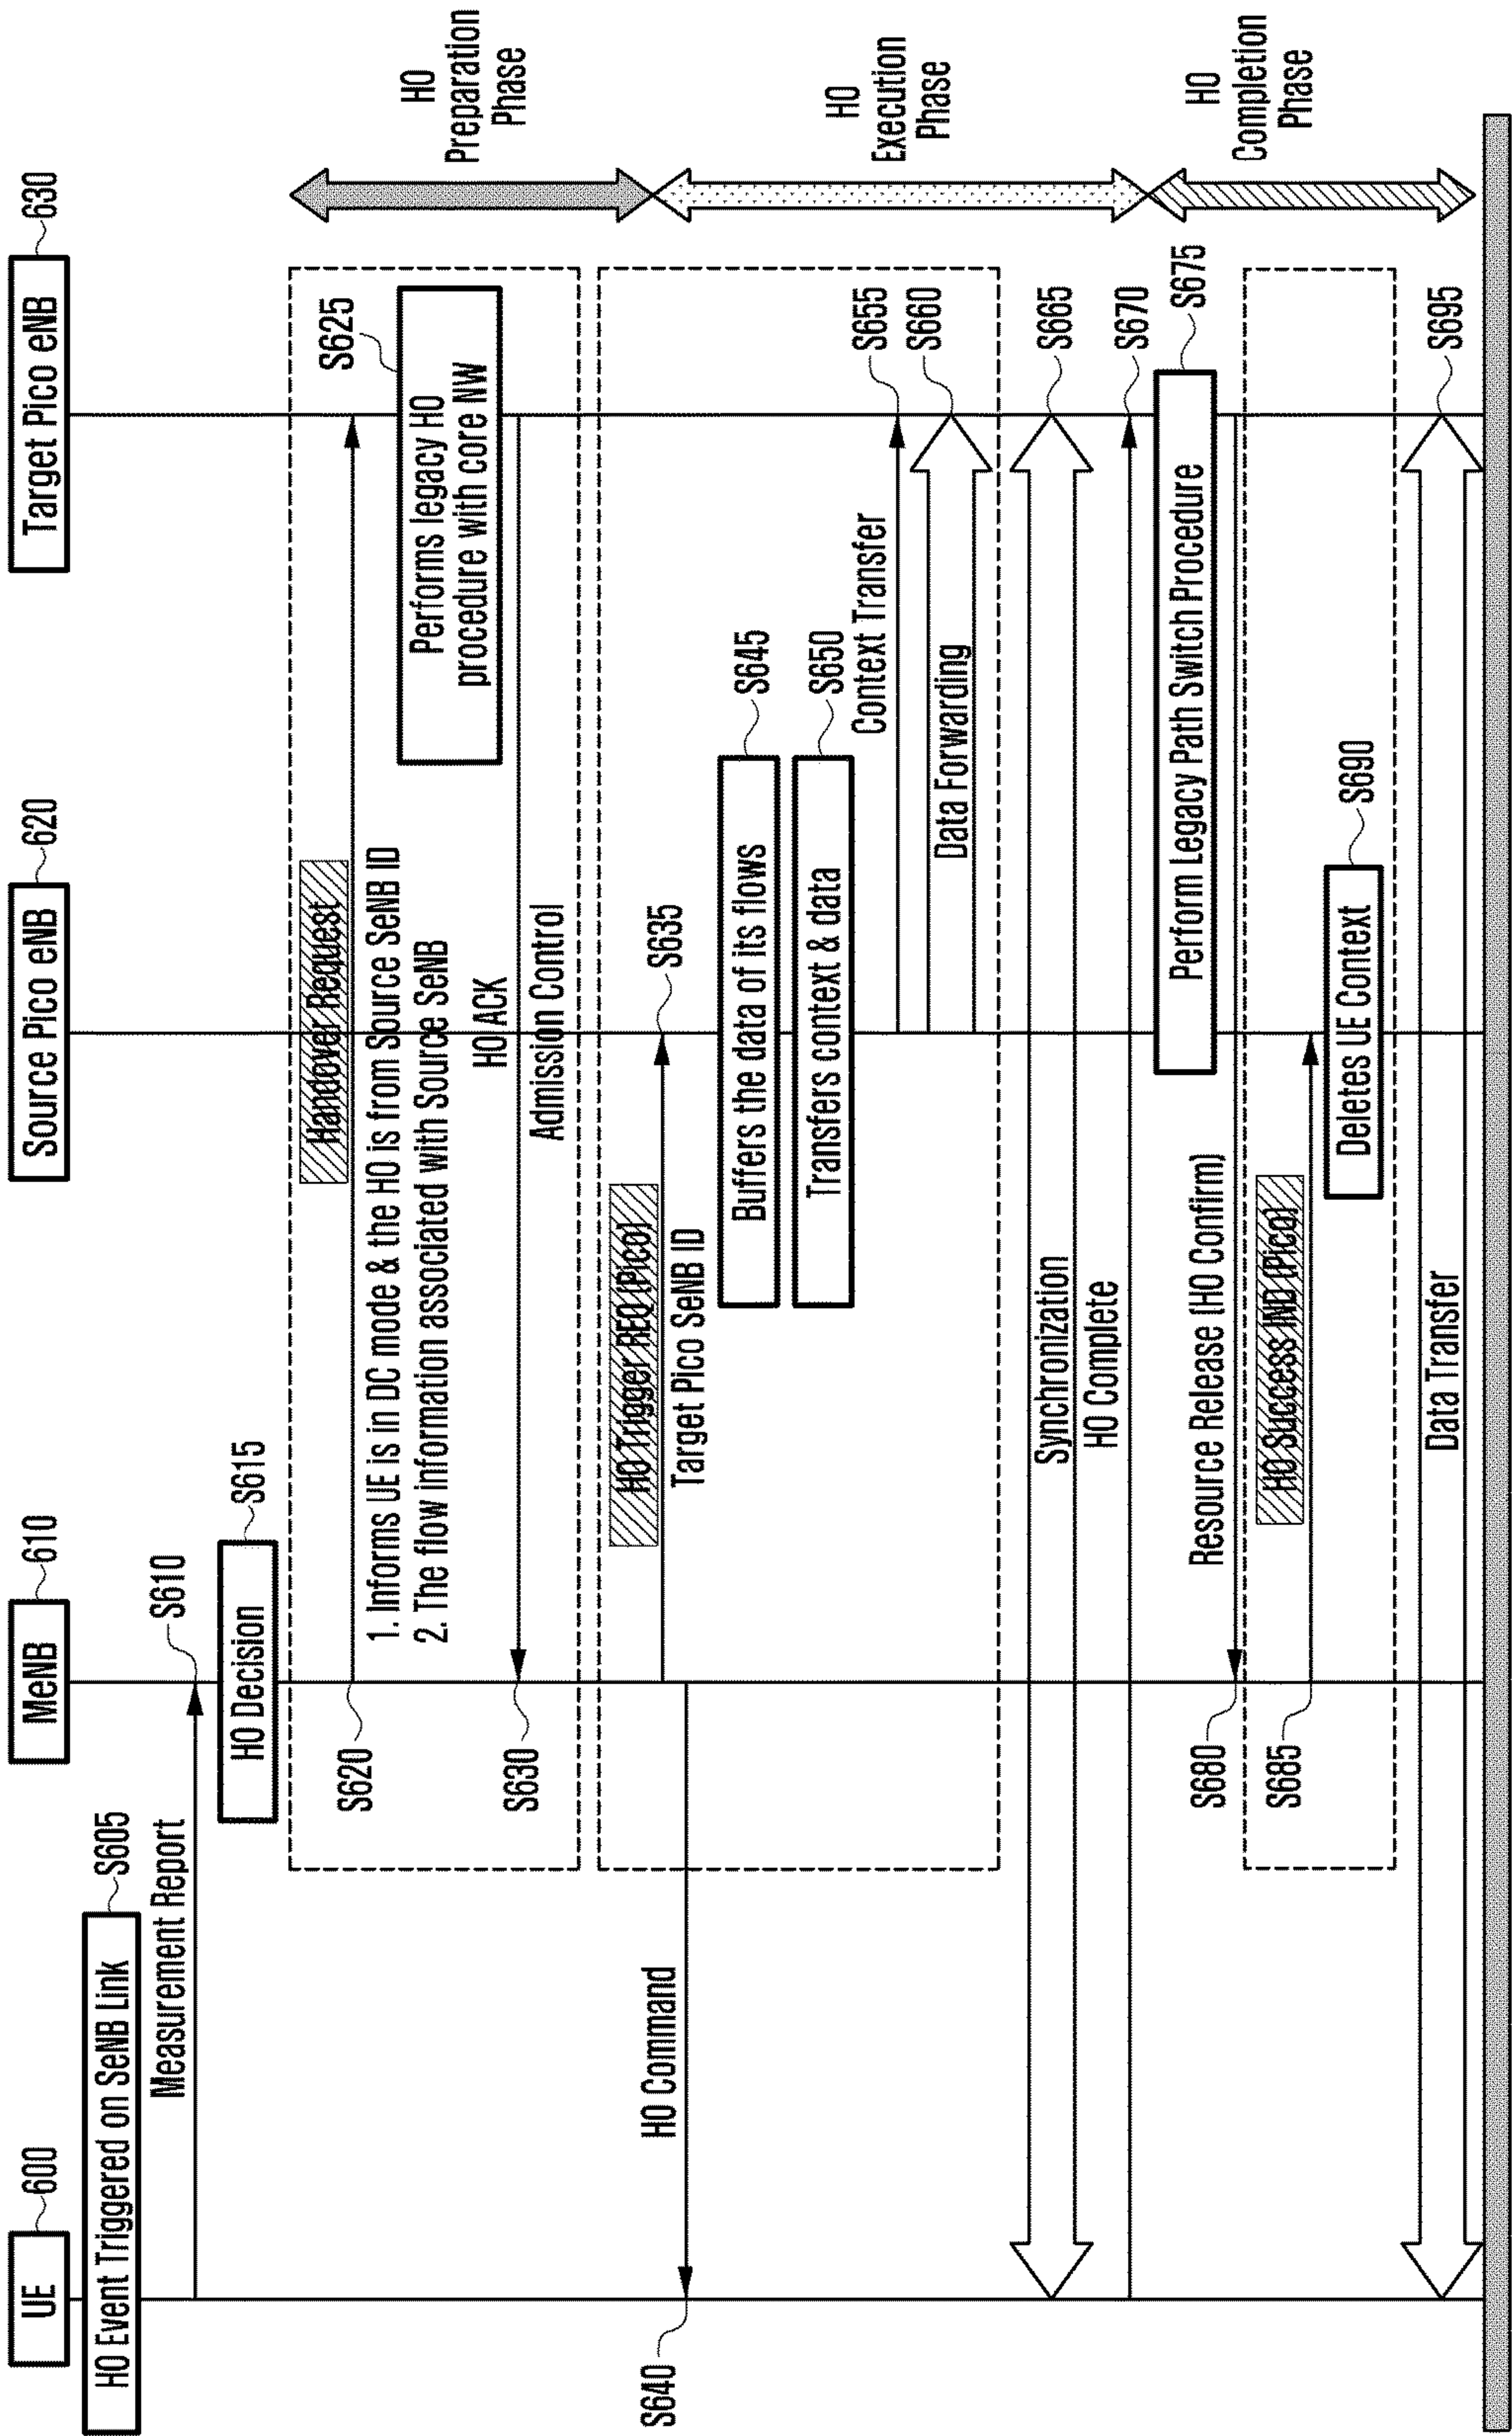 UE
600
MeNB
610
Source Pico eNB
620
Target Pico eNB
630
HO Event Triggered on SeNB Link
S605
Measurement Report
S610
HO Decision
S615
Handover Request
S620
1. Informs UE is in DC mode & the HO is from Source SeNB ID
2. The flow information associated with Source SeNB
S625
Performs legacy HO
procedure with core NW
HO ACK
S630
Admission Control
HO
Preparation
Phase
HO Trigger REQ (Pico)
S635
Target Pico SeNB ID
HO Command
S640
Buffers the data of its flows
S645
Transfers context & data
S650
Context Transfer
S655
Data Forwarding
S660
HO
Execution
Phase
Synchronization
S665
HO Complete
S670
Perform Legacy Path Switch Procedure
S675
Resource Release (HO Confirm)
S680
HO Success IND (Pico)
S685
Deletes UE Context
S690
Data Transfer
S695
HO
Completion
Phase